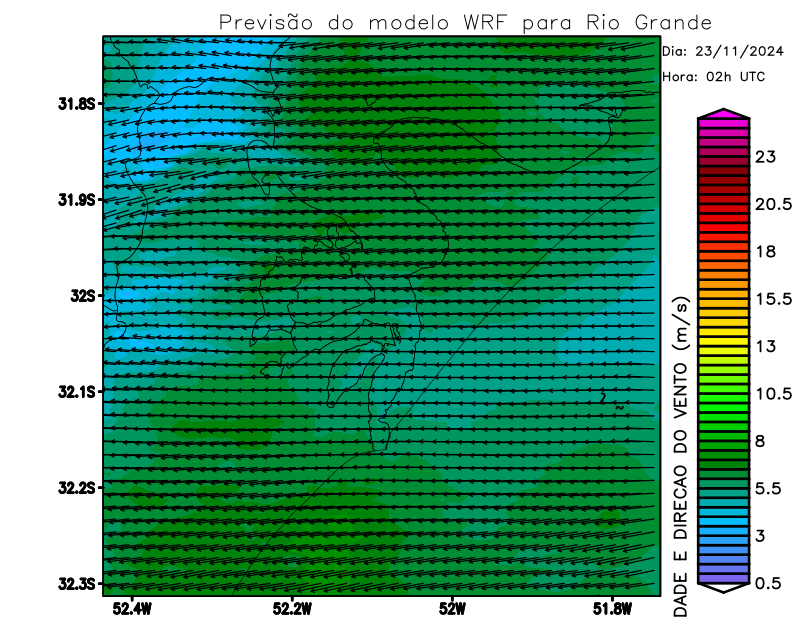 Previsão do modelo WRF para Rio Grande
Dia: 23/11/2024
Hora: 02h UTC
31.8S
31.9S
32S
32.1S
32.2S
32.3S
52.4W
52.2W
52W
51.8W
23
20.5
18
15.5
13
10.5
8
5.5
3
0.5
DADE E DIRECAO DO VENTO (m/s)